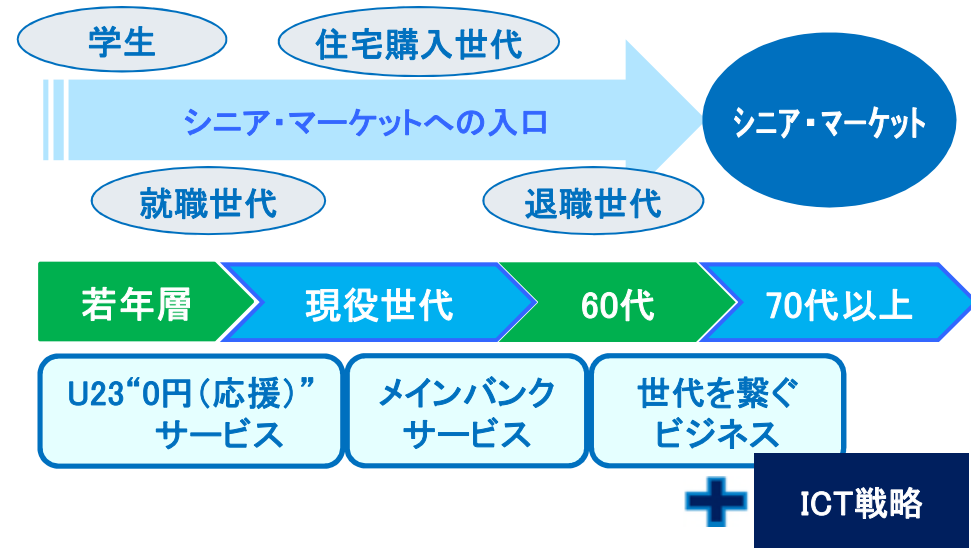 学生
住宅購入世代
シニア・マーケットへの入口
シニア・マーケット
就職世代
退職世代
若年層
現役世代
60代
70代以上
U23“0円（応援）”
サービス
メインバンク
サービス
世代を繋ぐ
ビジネス
ICT戦略